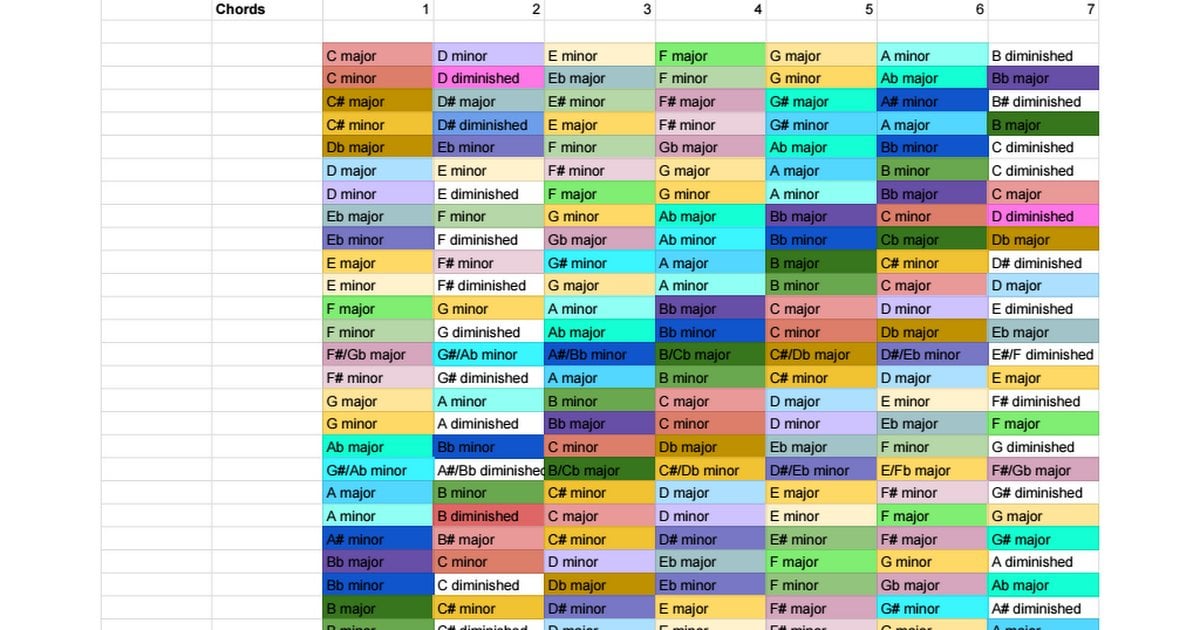 Chords 1 2 3 4 5 6 7
C major D minor E minor F major G major A minor B diminished
C minor D diminished Eb major F minor G minor Ab major Bb major
C# major D# major E# minor F# major G# major A# minor B# diminished
C# minor D# diminished E major F# minor G# minor A major B major
Db major Eb minor F minor Gb major Ab major Bb minor C diminished
D major E minor F# minor G major A major B minor C diminished
D minor E diminished F major G minor A minor Bb major C major
Eb major F minor G minor Ab major Bb major C minor D diminished
Eb minor F diminished Gb major Ab minor Bb minor Cb major Db major
E major F# minor G# minor A major B major C# minor D# diminished
E minor F# diminished G major A minor B minor C major D major
F major G minor A minor Bb major C major D minor E diminished
F minor G diminished Ab major Bb minor C minor Db major Eb major
F#/Gb major G#/Ab minor A#/Bb minor B/Cb major C#/Db major D#/Eb minor E#/F diminished
F# minor G# diminished A major B minor C# minor D major E major
G major A minor B minor C major D major E minor F# diminished
G minor A diminished Bb major C minor D minor Eb major F major
Ab major Bb minor C minor Db major Eb major F minor G diminished
G#/Ab minor A#/Bb diminished B/Cb major C#/Db minor D#/Eb minor E/Fb major F#/Gb major
A major B minor C# minor D major E major F# minor G# diminished
A minor B diminished C major D minor E minor F major G major
A# minor B# major C# minor D# minor E# minor F# major G# major
Bb major C minor D minor Eb major F major G minor A diminished
Bb minor C diminished Db major Eb minor F minor Gb major Ab major
B major C# minor D# minor E major F# major G# minor A# diminished
B minor C# diminished D major E minor F# minor G major A major